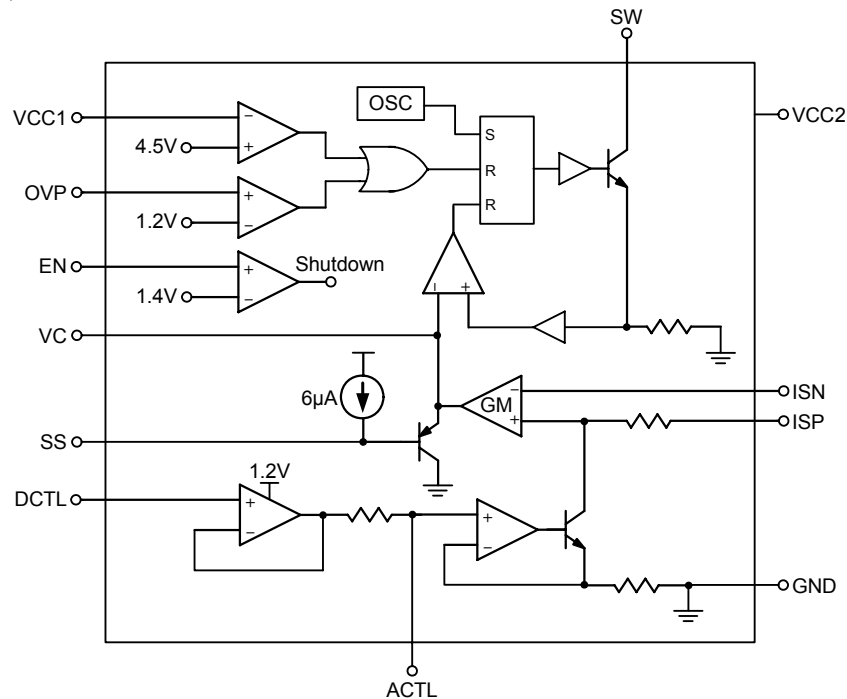 SW
VCC1
−
4.5V
+
OSC
S
R
R
VCC2
OVP
+
1.2V
−
EN
+
1.4V
−
Shutdown
−
+
VC
6µA
GM
−
+
ISN
ISP
SS
DCTL
1.2V
+
−
+
−
GND
ACTL